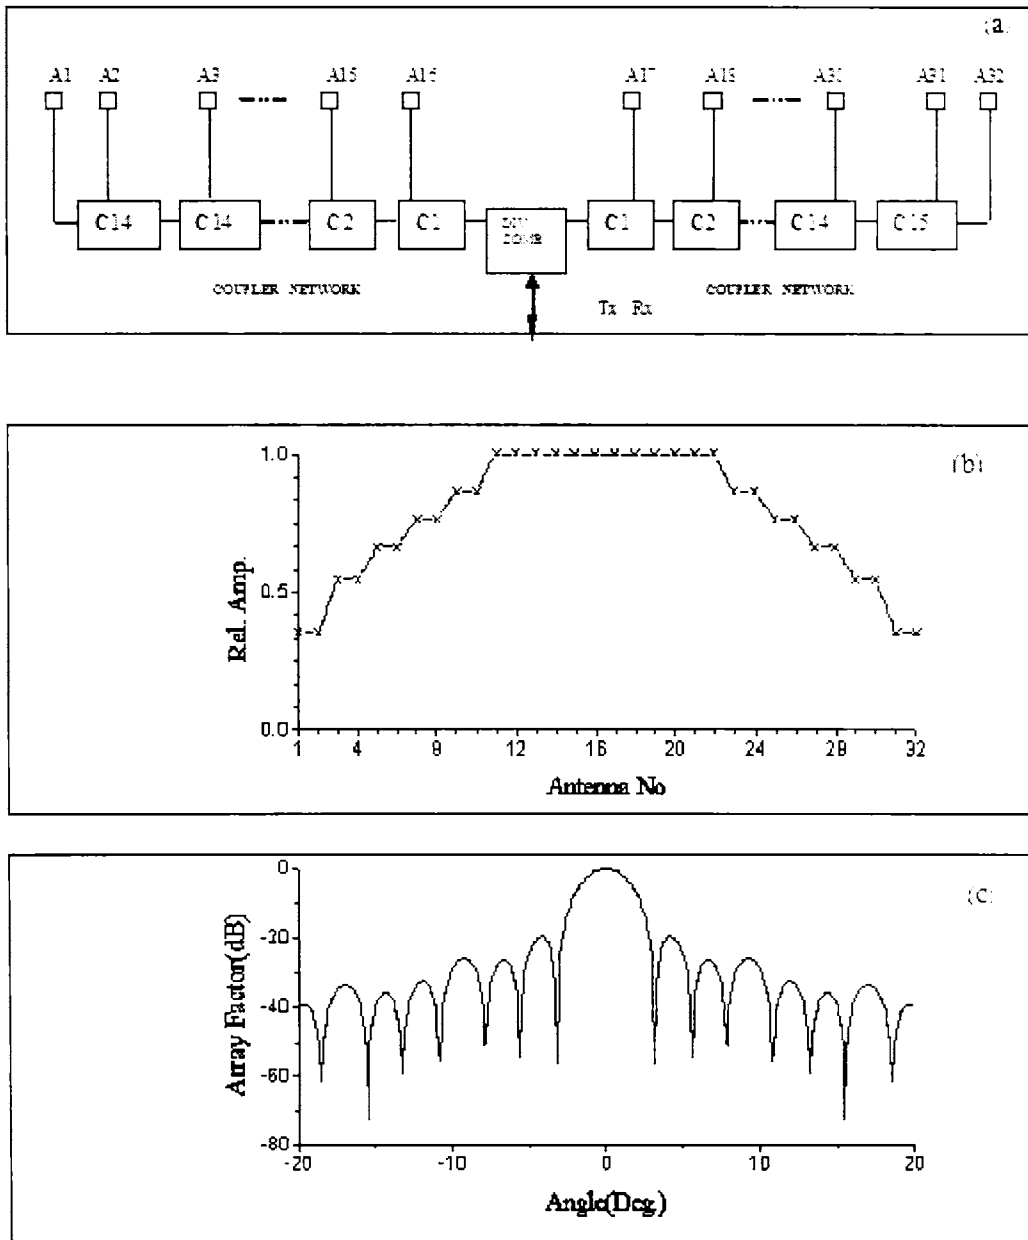 (a)
A1 A2 A3 A15 A16 A17 A18 A30 A31 A32
C14 C14 C2 C1 C1 C2 C14 C15
COUPLER NETWORK COUPLER NETWORK
Tx Rx
(b)
1.0
0.5
0.0
Rel. Amp.
1 4 8 12 16 20 24 28 32
Antenna No
(c)
0
-20
-40
-60
-80
Array Factor(dB)
-20 -10 0 10 20
Angle(Deg.)